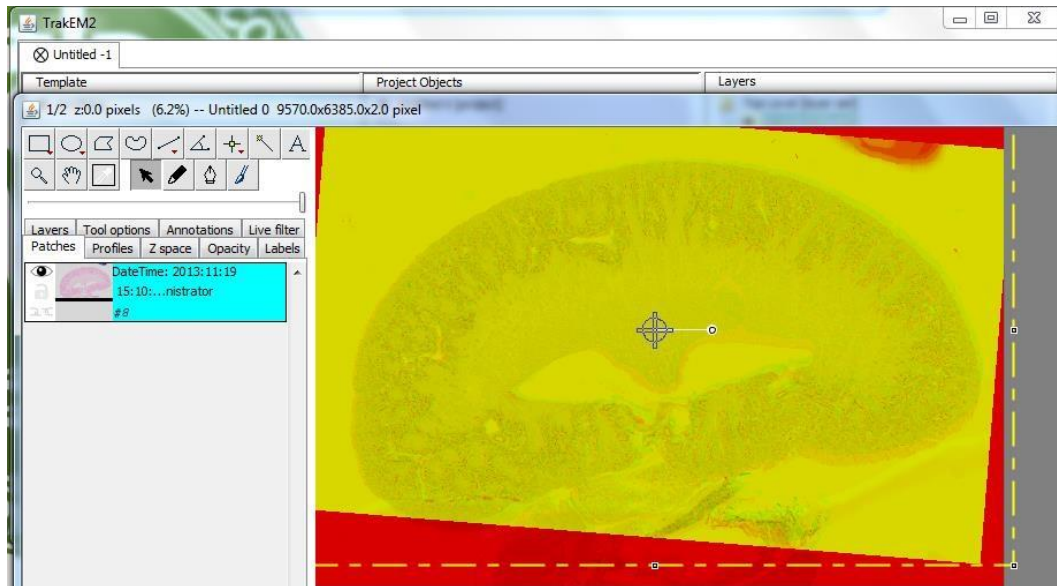 TrakEM2
Untitled -1
Template Project Objects Layers
1/2 z:0.0 pixels (6.2%) -- Untitled 0 9570.0x6385.0x2.0 pixel
A
Layers Tool options Annotations Live filter
Patches Profiles Z space Opacity Labels
DateTime: 2013:11:19
15:10:...nistrator
#8